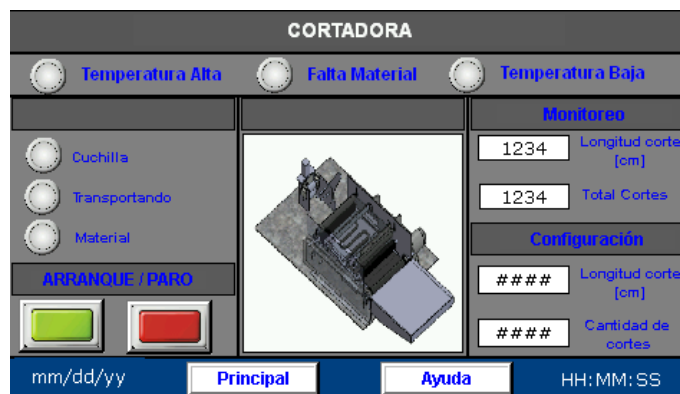 CORTADORA
Temperatura Alta
Falta Material
Temperatura Baja
Cuchilla
Transportando
Material
ARRANQUE / PARO
Monitoreo
1234
Longitud corte
[cm]
1234
Total Cortes
Configuración
####
Longitud corte
[cm]
####
Cantidad de
cortes
mm/dd/yy
Principal
Ayuda
HH:MM:SS